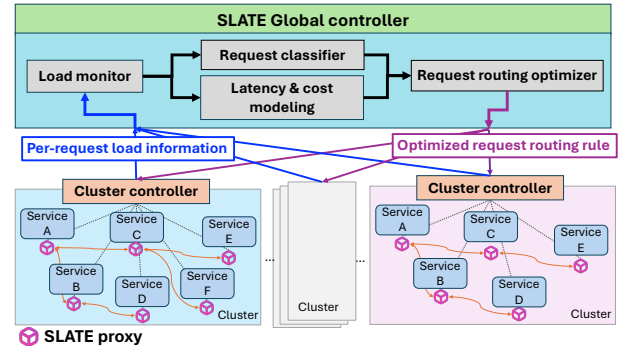 SLATE Global controller
Load monitor
Request classifier
Latency & cost
modeling
Request routing optimizer
Per-request load information
Optimized request routing rule
Cluster controller
Service
A
Service
C
Service
E
Service
B
Service
D
Service
F
Cluster
...
Cluster
...
Cluster controller
Service
A
Service
C
Service
E
Service
B
Service
D
Cluster
SLATE proxy